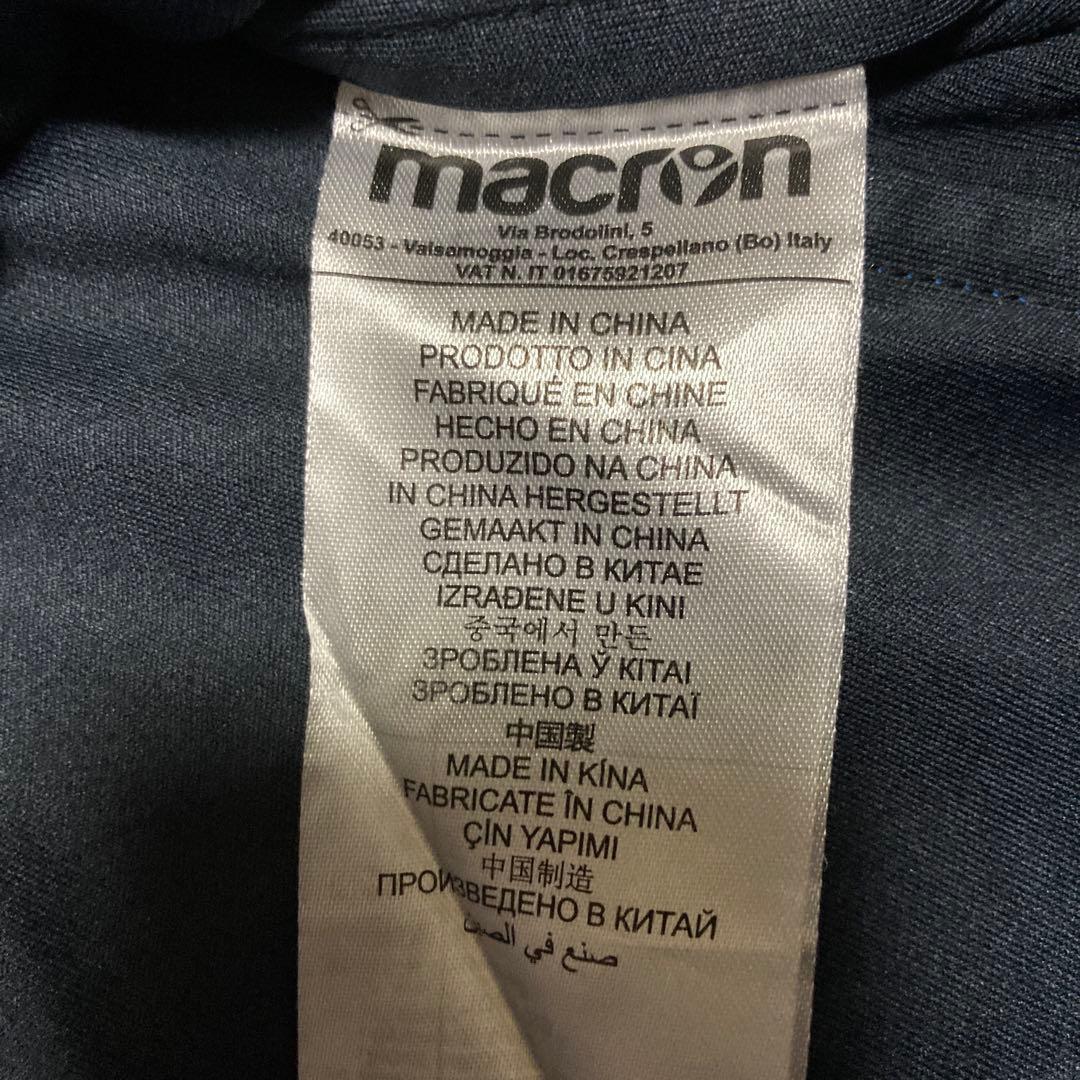 macron
Via Brodolini, 5
40053 - Valsamoggia - Loc. Crespellano (Bo) Italy
VAT N. IT 01675821207
MADE IN CHINA
PRODOTTO IN CINA
FABRIQUÉ EN CHINE
HECHO EN CHINA
PRODUZIDO NA CHINA
IN CHINA HERGESTELLT
GEMAAKT IN CHINA
СДЕЛАНО В КИТАЕ
IZRAĐENE U KINI
중국에서 만든
ЗРОБЛЕНА Ў КІТАІ
ЗРОБЛЕНО В КИТАЇ
中国製
MADE IN KÍNA
FABRICATE ÎN CHINA
ÇİN YAPIMI
中国制造
ПРОИЗВЕДЕНО В КИТАЙ
صنع في الصين